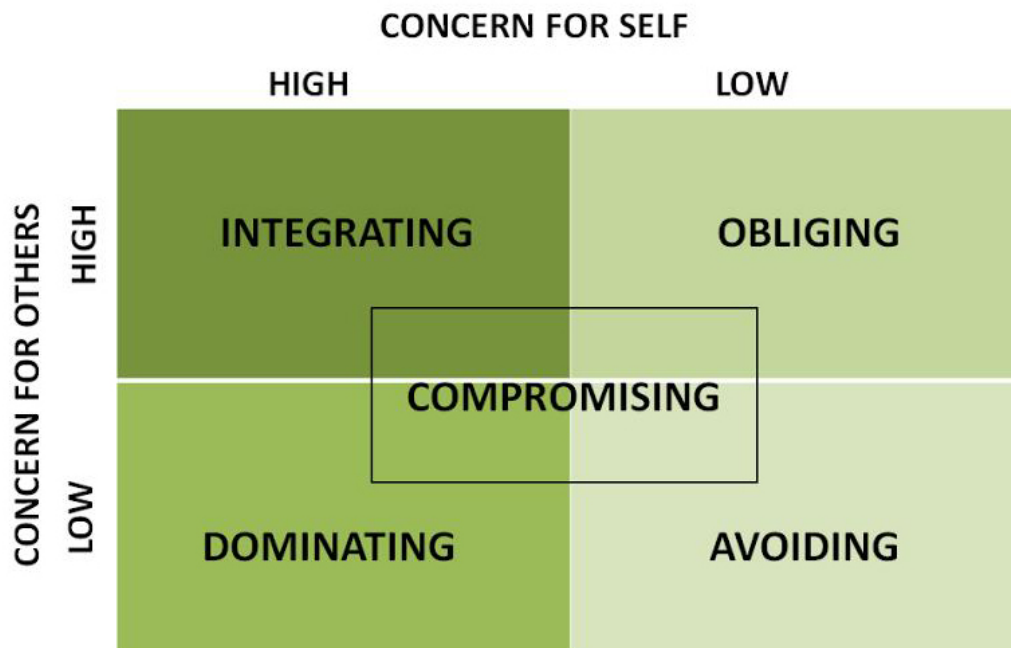 CONCERN FOR SELF
HIGH LOW
CONCERN FOR OTHERS
HIGH
LOW
INTEGRATING OBLIGING
COMPROMISING
DOMINATING AVOIDING